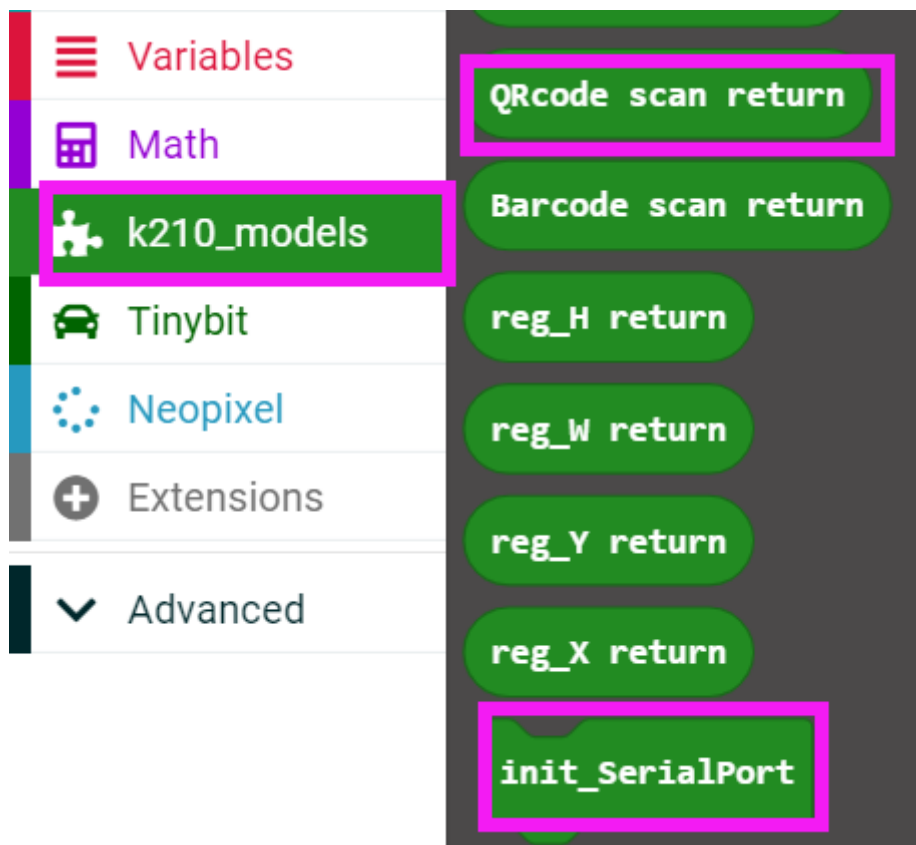 Variables
Math
k210_models
Tinybit
Neopixel
Extensions
Advanced
QRcode scan return
Barcode scan return
reg_H return
reg_W return
reg_Y return
reg_X return
init_SerialPort